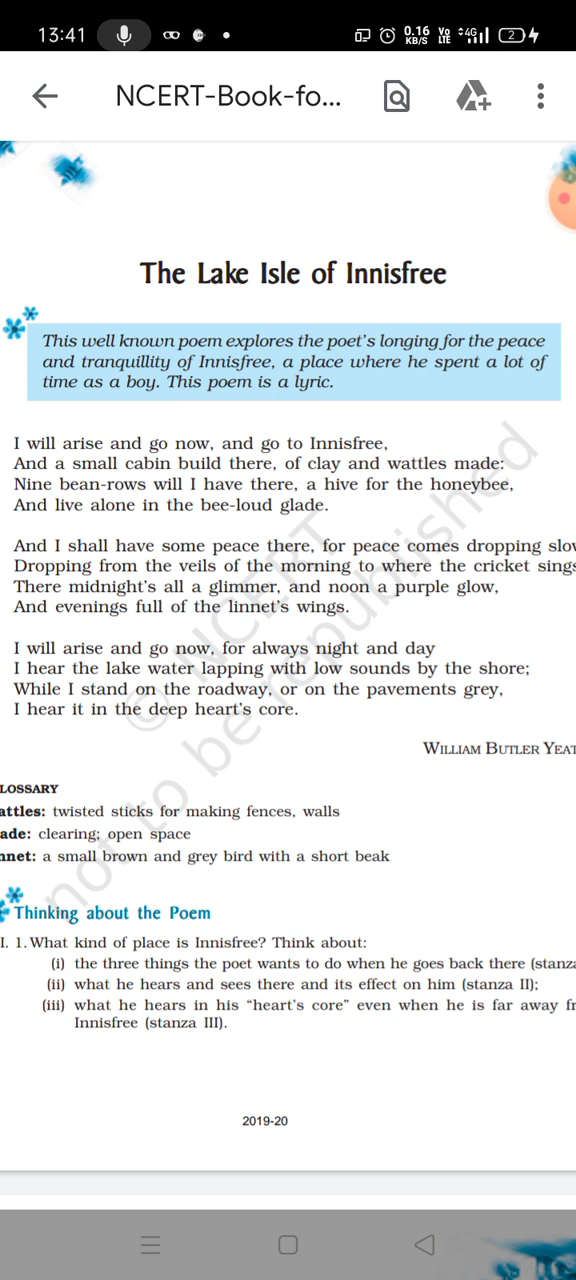 13:41 0.16 KB/S Vo LTE 4G 2
NCERT-Book-fo...
The Lake Isle of Innisfree
This well known poem explores the poet's longing for the peace
and tranquillity of Innisfree, a place where he spent a lot of
time as a boy. This poem is a lyric.
I will arise and go now, and go to Innisfree,
And a small cabin build there, of clay and wattles made:
Nine bean-rows will I have there, a hive for the honeybee,
And live alone in the bee-loud glade.
And I shall have some peace there, for peace comes dropping slow
Dropping from the veils of the morning to where the cricket sings
There midnight's all a glimmer, and noon a purple glow,
And evenings full of the linnet's wings.
I will arise and go now, for always night and day
I hear the lake water lapping with low sounds by the shore;
While I stand on the roadway, or on the pavements grey,
I hear it in the deep heart's core.
WILLIAM BUTLER YEAT
LOSSARY
attles: twisted sticks for making fences, walls
ade: clearing; open space
nnet: a small brown and grey bird with a short beak
Thinking about the Poem
I. 1. What kind of place is Innisfree? Think about:
(i) the three things the poet wants to do when he goes back there (stanza
(ii) what he hears and sees there and its effect on him (stanza II);
(iii) what he hears in his "heart's core" even when he is far away fr
Innisfree (stanza III).
2019-20
© NCERT
not to be republished